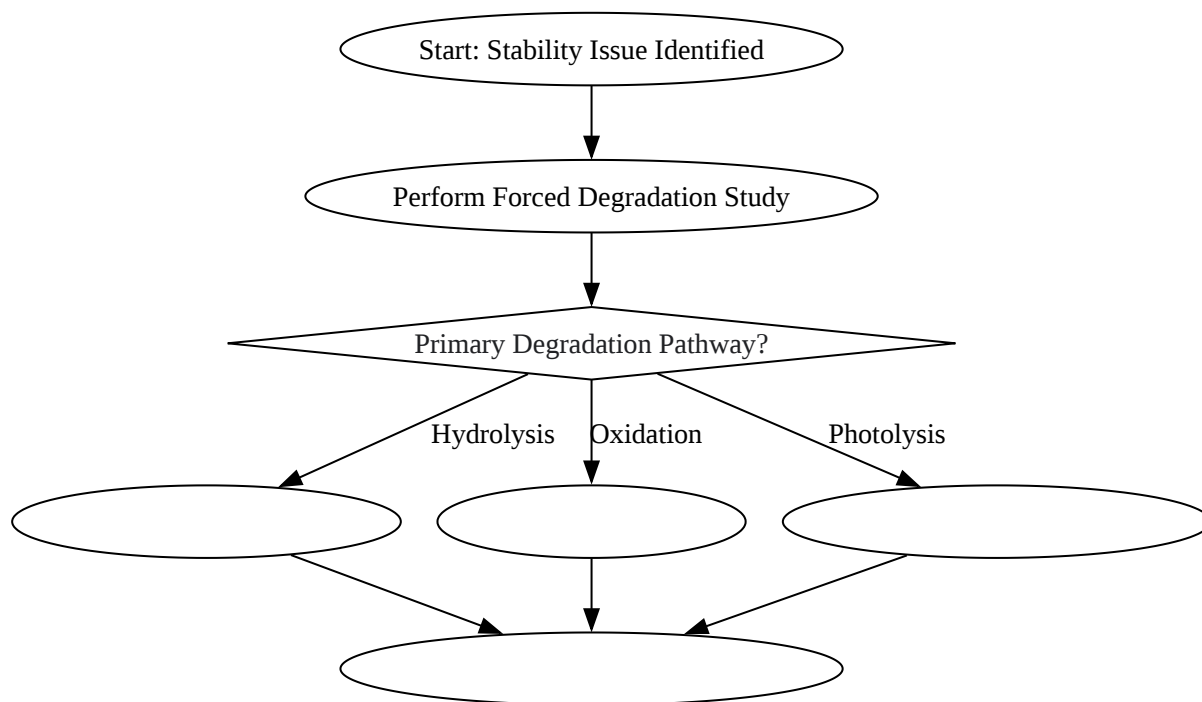 Start: Stability Issue Identified
Perform Forced Degradation Study
Primary Degradation Pathway?
Hydrolysis
Oxidation
Photolysis